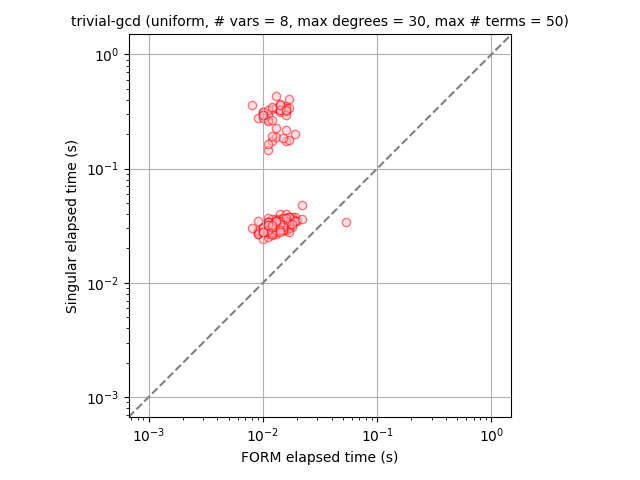 trivial-gcd (uniform, # vars = 8, max degrees = 30, max # terms = 50)
Singular elapsed time (s)
10⁰
10⁻¹
10⁻²
10⁻³
10⁻³ 10⁻² 10⁻¹ 10⁰
FORM elapsed time (s)